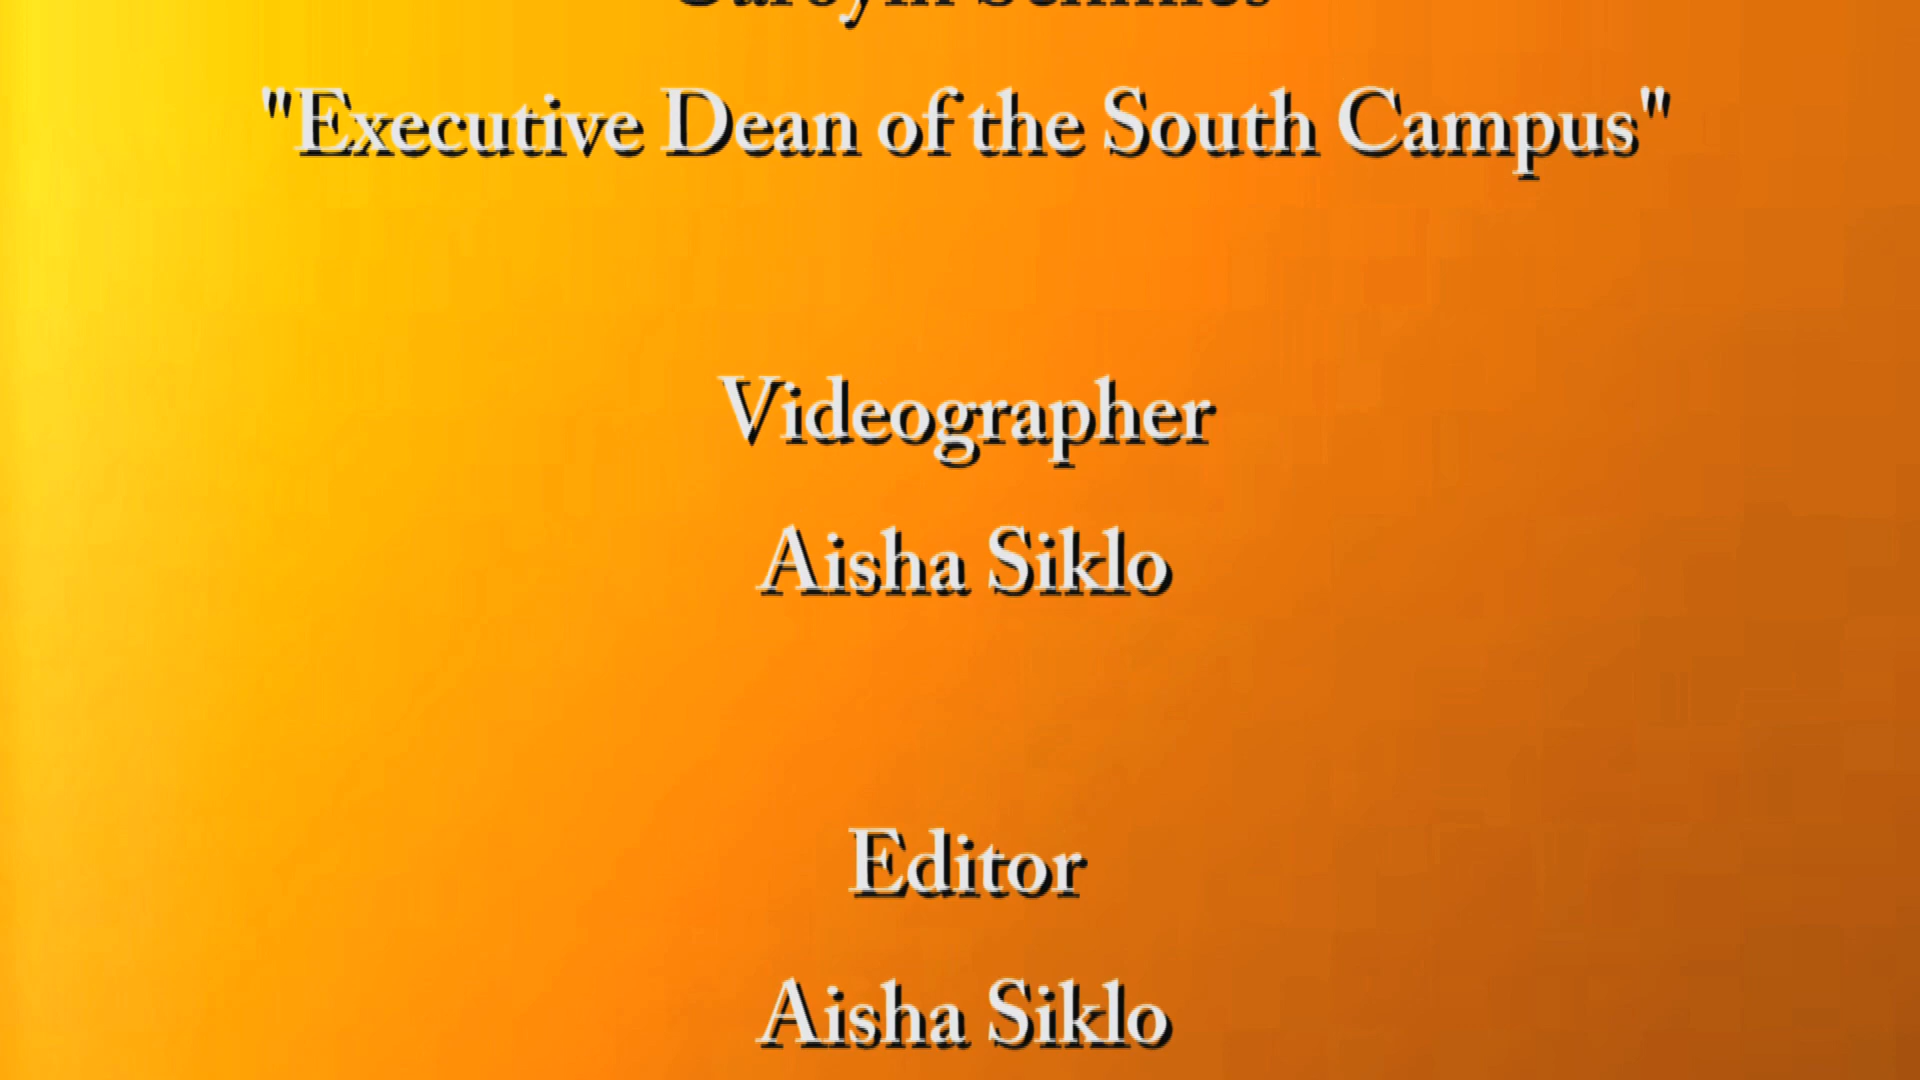 "Executive Dean of the South Campus"
Videographer
Aisha Siklo
Editor
Aisha Siklo